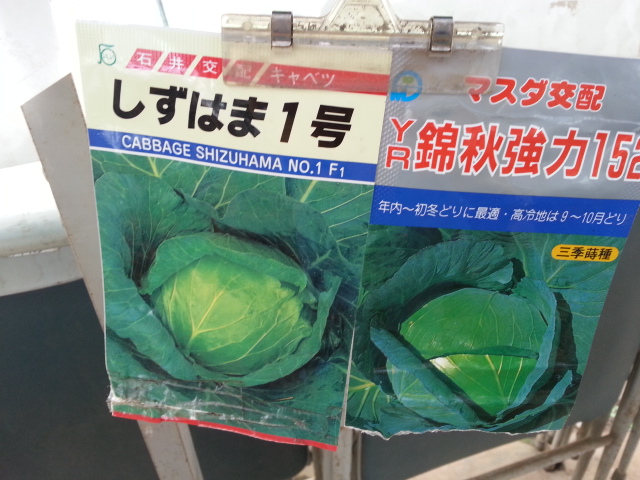 石井交配 キャベツ
しずはま1号
CABBAGE SHIZUHAMA NO.1 F1
マスダ交配
YR 錦秋強力152
年内〜初冬どりに最適・高冷地は9〜10月どり
三季蒔種